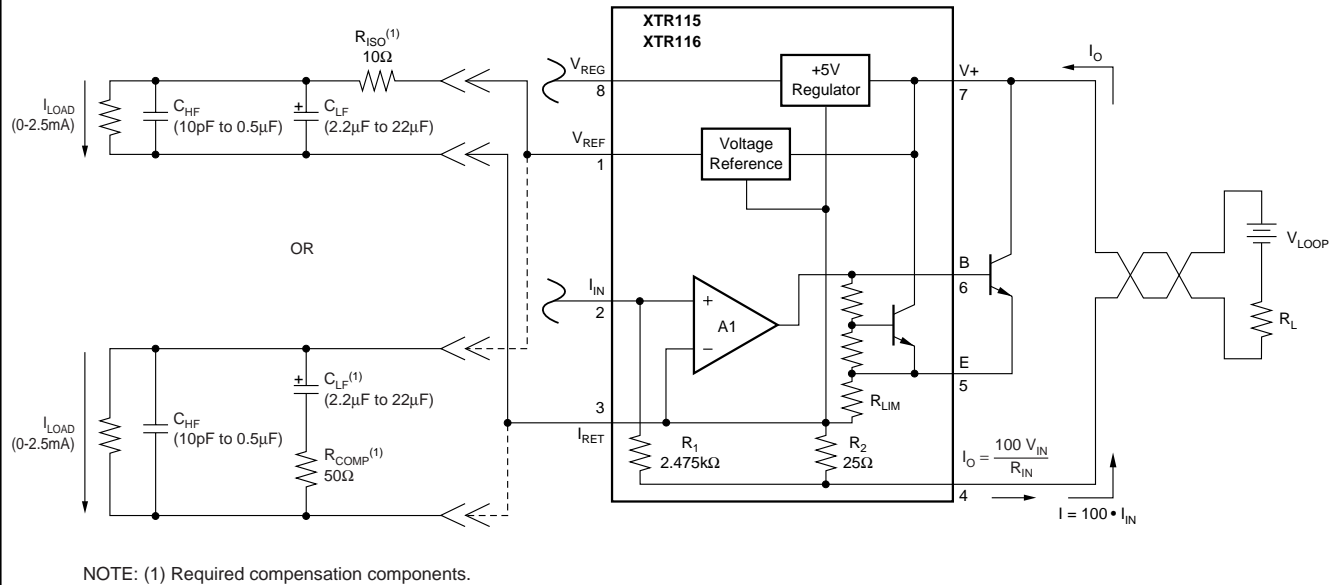 XTR115
XTR116
R_ISO^(1)
10Ω
V_REG
8
+5V
Regulator
V+
7
I_O
I_LOAD
(0-2.5mA)
C_HF
(10pF to 0.5µF)
+
C_LF
(2.2µF to 22µF)
V_REF
1
Voltage
Reference
OR
V_LOOP
R_L
I_IN
2
+
A1
−
B
6
E
5
R_LIM
I_LOAD
(0-2.5mA)
C_HF
(10pF to 0.5µF)
+
C_LF^(1)
(2.2µF to 22µF)
R_COMP^(1)
50Ω
3
I_RET
R_1
2.475kΩ
R_2
25Ω
I_O = 100 V_IN / R_IN
4
I = 100 • I_IN
NOTE: (1) Required compensation components.